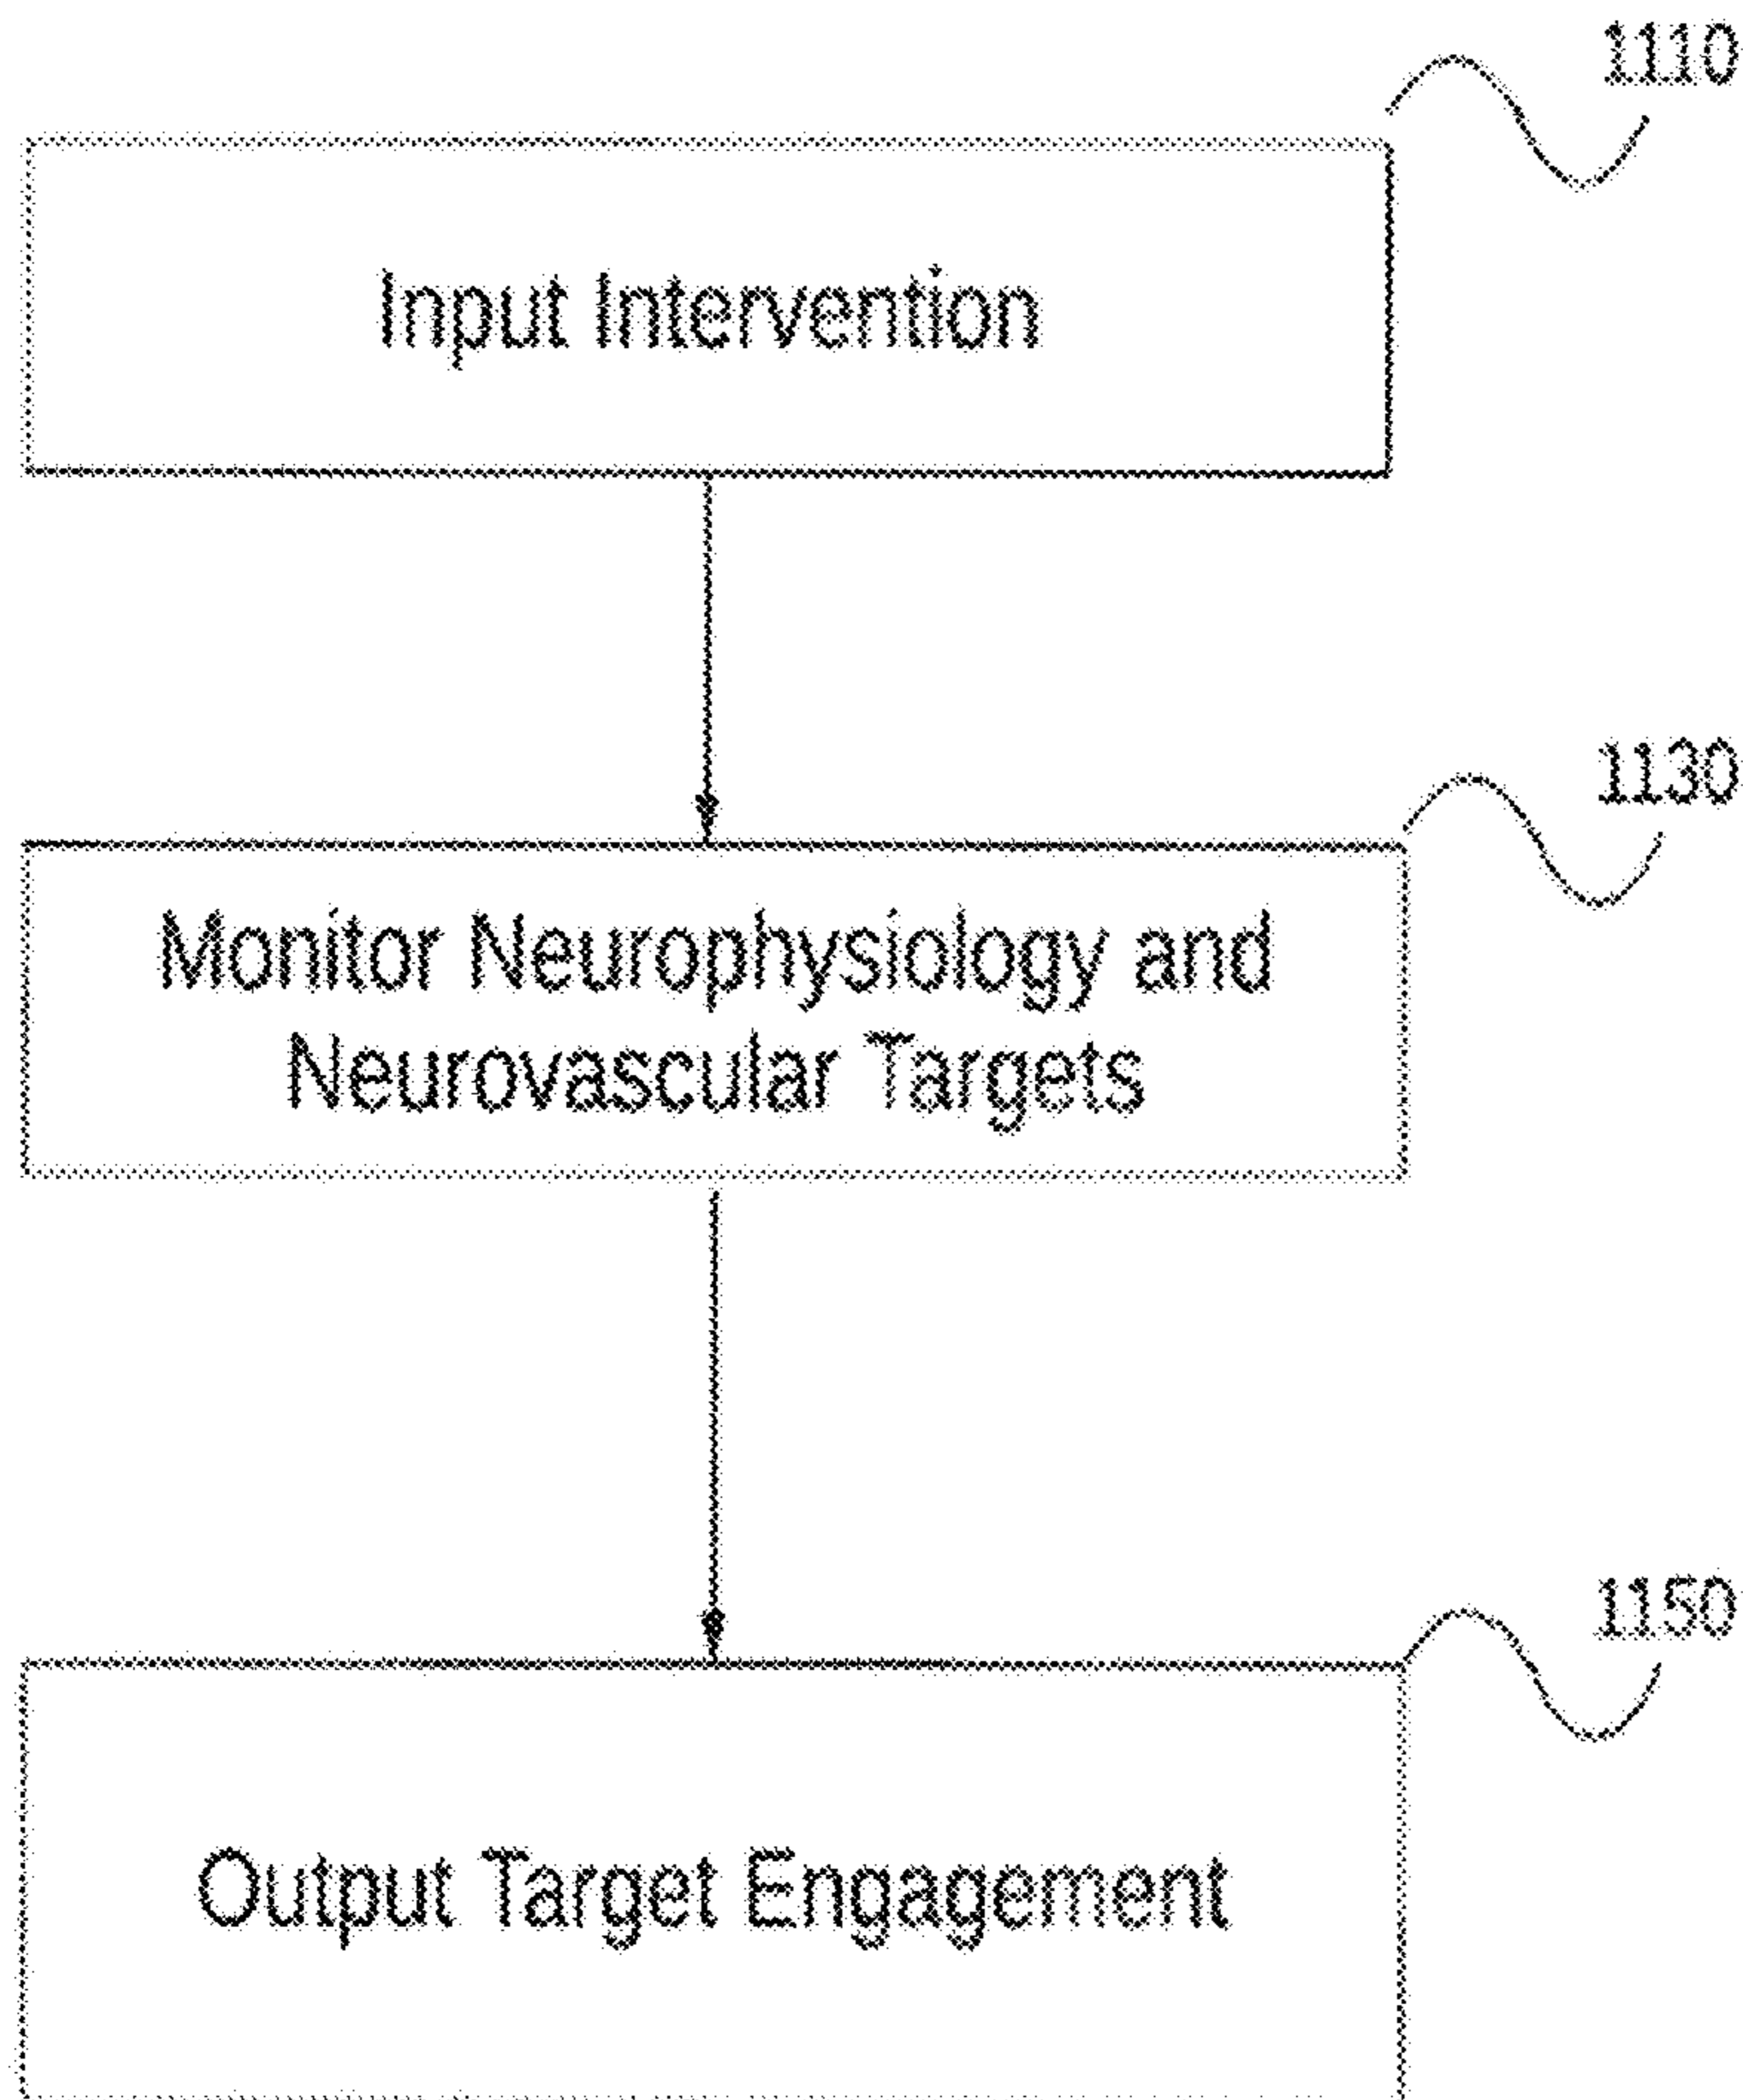 1110
Input Intervention
1130
Monitor Neurophysiology and
Neurovascular Targets
1150
Output Target Engagement